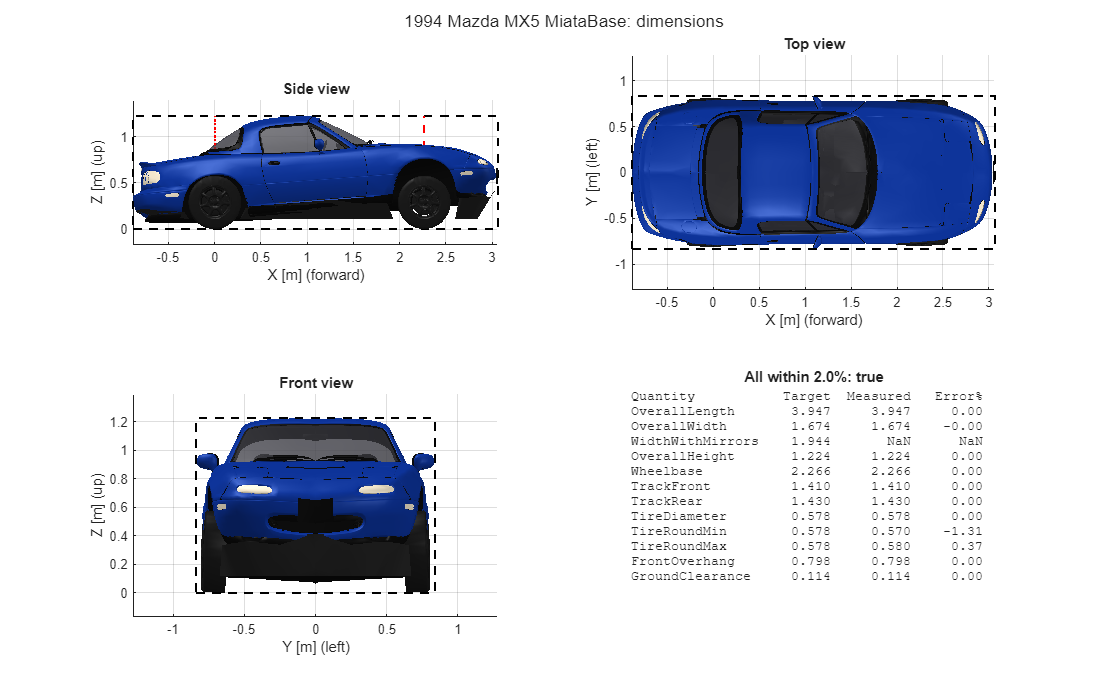 1994 Mazda MX5 MiataBase: dimensions
Side view
Z [m] (up)
1
0.5
0
-0.5 0 0.5 1 1.5 2 2.5 3
X [m] (forward)
Top view
Y [m] (left)
1
0.5
0
-0.5
-1
-0.5 0 0.5 1 1.5 2 2.5 3
X [m] (forward)
Front view
Z [m] (up)
1.2
1
0.8
0.6
0.4
0.2
0
-1 -0.5 0 0.5 1
Y [m] (left)
All within 2.0%: true
Quantity Target Measured Error%
OverallLength 3.947 3.947 0.00
OverallWidth 1.674 1.674 -0.00
WidthWithMirrors 1.944 NaN NaN
OverallHeight 1.224 1.224 0.00
Wheelbase 2.266 2.266 0.00
TrackFront 1.410 1.410 0.00
TrackRear 1.430 1.430 0.00
TireDiameter 0.578 0.578 0.00
TireRoundMin 0.578 0.570 -1.31
TireRoundMax 0.578 0.580 0.37
FrontOverhang 0.798 0.798 0.00
GroundClearance 0.114 0.114 0.00